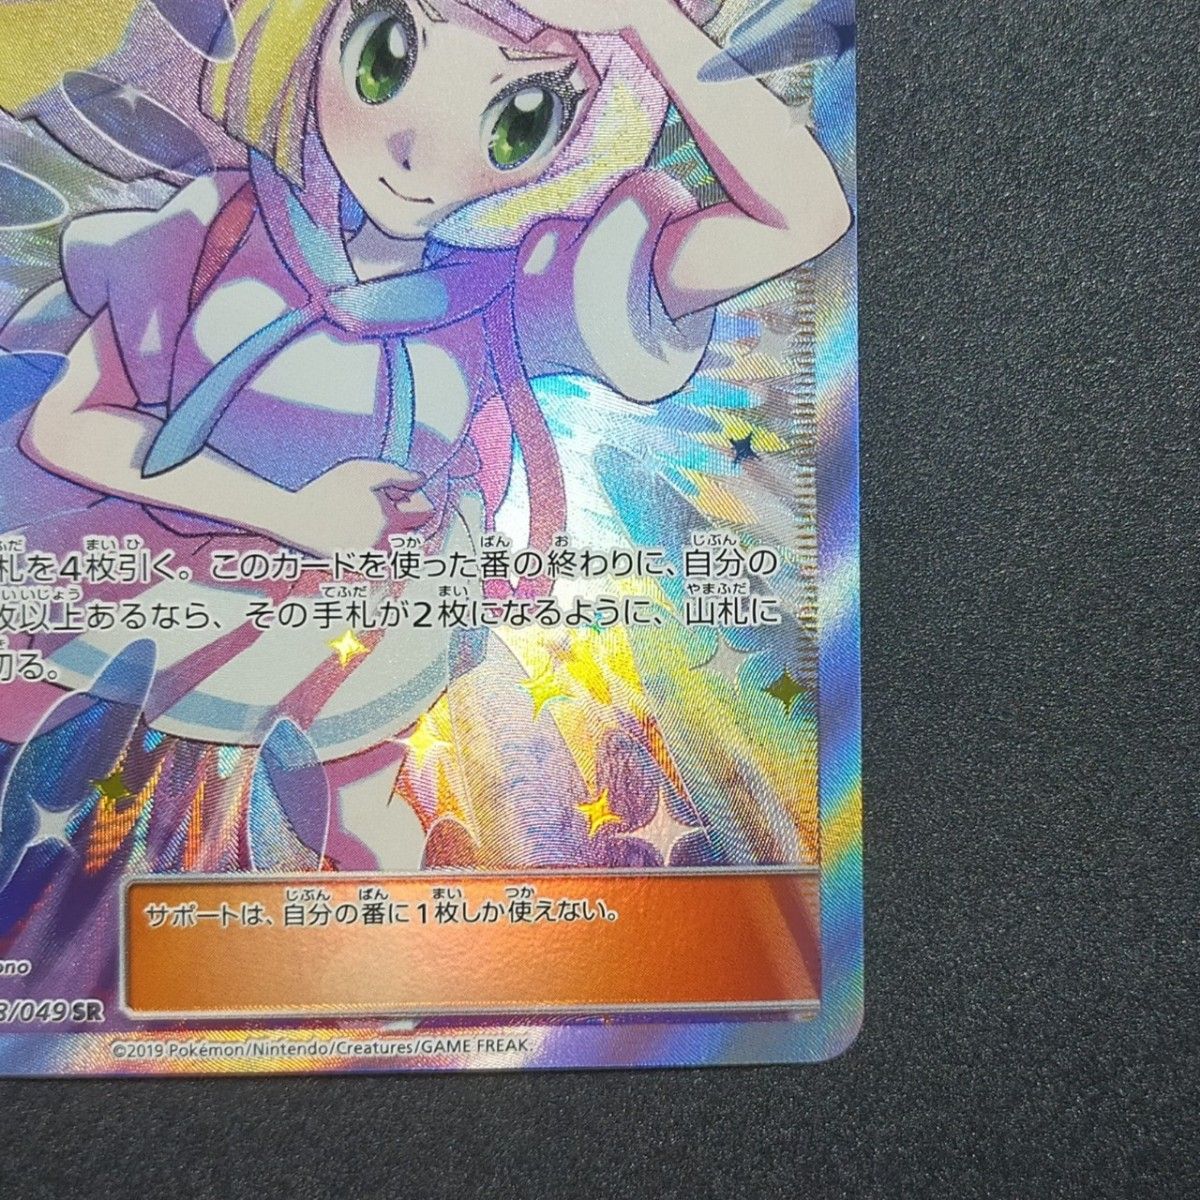 札を4枚引く。このカードを使った番の終わりに、自分の
枚以上あるなら、その手札が2枚になるように、山札に
切る。
サポートは、自分の番に1枚しか使えない。
/049 SR
©2019 Pokémon/Nintendo/Creatures/GAME FREAK.